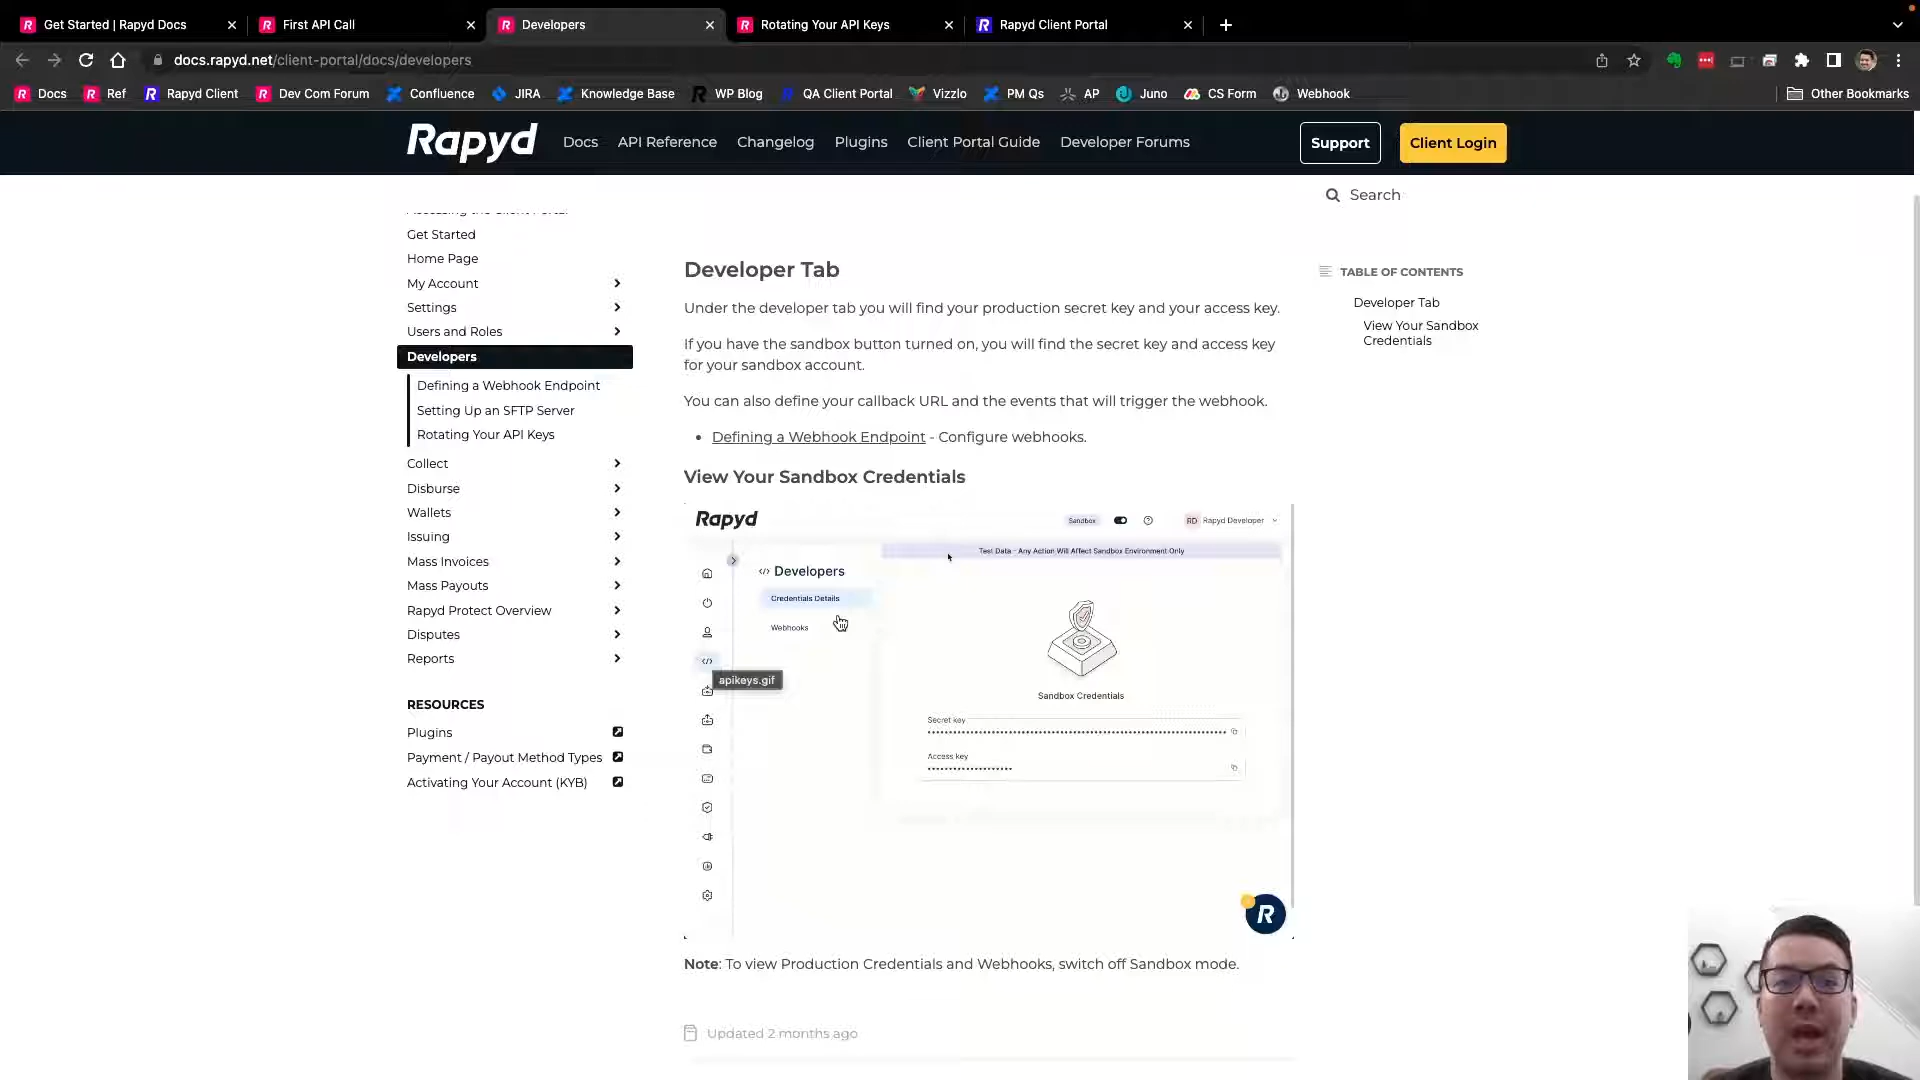 Get Started | Rapyd Docs
First API Call
Developers
Rotating Your API Keys
Rapyd Client Portal
docs.rapyd.net/client-portal/docs/developers
Docs
Ref
Rapyd Client
Dev Com Forum
Confluence
JIRA
Knowledge Base
WP Blog
QA Client Portal
Vizzlo
PM Qs
AP
Juno
CS Form
Webhook
Other Bookmarks
Rapyd
Docs
API Reference
Changelog
Plugins
Client Portal Guide
Developer Forums
Support
Client Login
Search
Get Started
Home Page
My Account
Settings
Users and Roles
Developers
Defining a Webhook Endpoint
Setting Up an SFTP Server
Rotating Your API Keys
Collect
Disburse
Wallets
Issuing
Mass Invoices
Mass Payouts
Rapyd Protect Overview
Disputes
Reports
RESOURCES
Plugins
Payment / Payout Method Types
Activating Your Account (KYB)
Developer Tab
Under the developer tab you will find your production secret key and your access key.
If you have the sandbox button turned on, you will find the secret key and access key
for your sandbox account.
You can also define your callback URL and the events that will trigger the webhook.
• Defining a Webhook Endpoint - Configure webhooks.
View Your Sandbox Credentials
Rapyd
Sandbox
RD Rapyd Developer
Test Data - Any Action Will Affect Sandbox Environment Only
</> Developers
Credentials Details
Webhooks
apikeys.gif
Sandbox Credentials
Secret key
Access key
R
Note: To view Production Credentials and Webhooks, switch off Sandbox mode.
Updated 2 months ago
TABLE OF CONTENTS
Developer Tab
View Your Sandbox
Credentials